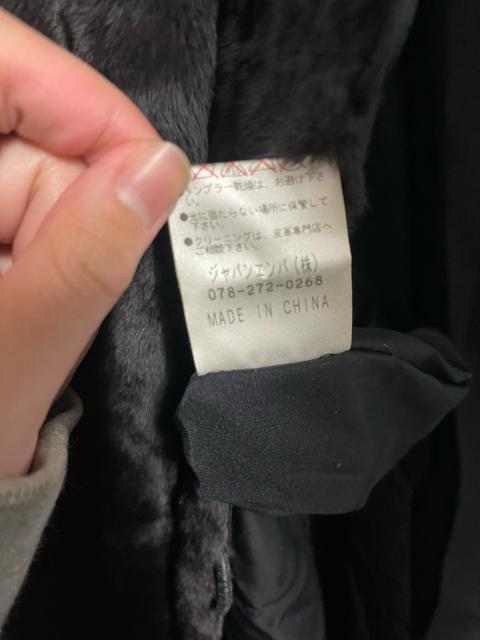 タンブラー乾燥は、お避け下さ
い。
●光に当たらない場所に保管して
下さい。
●クリーニングは、皮革専門店へ
ご相談下さい。
ジャパンエンバ(株)
078-272-0268
MADE IN CHINA